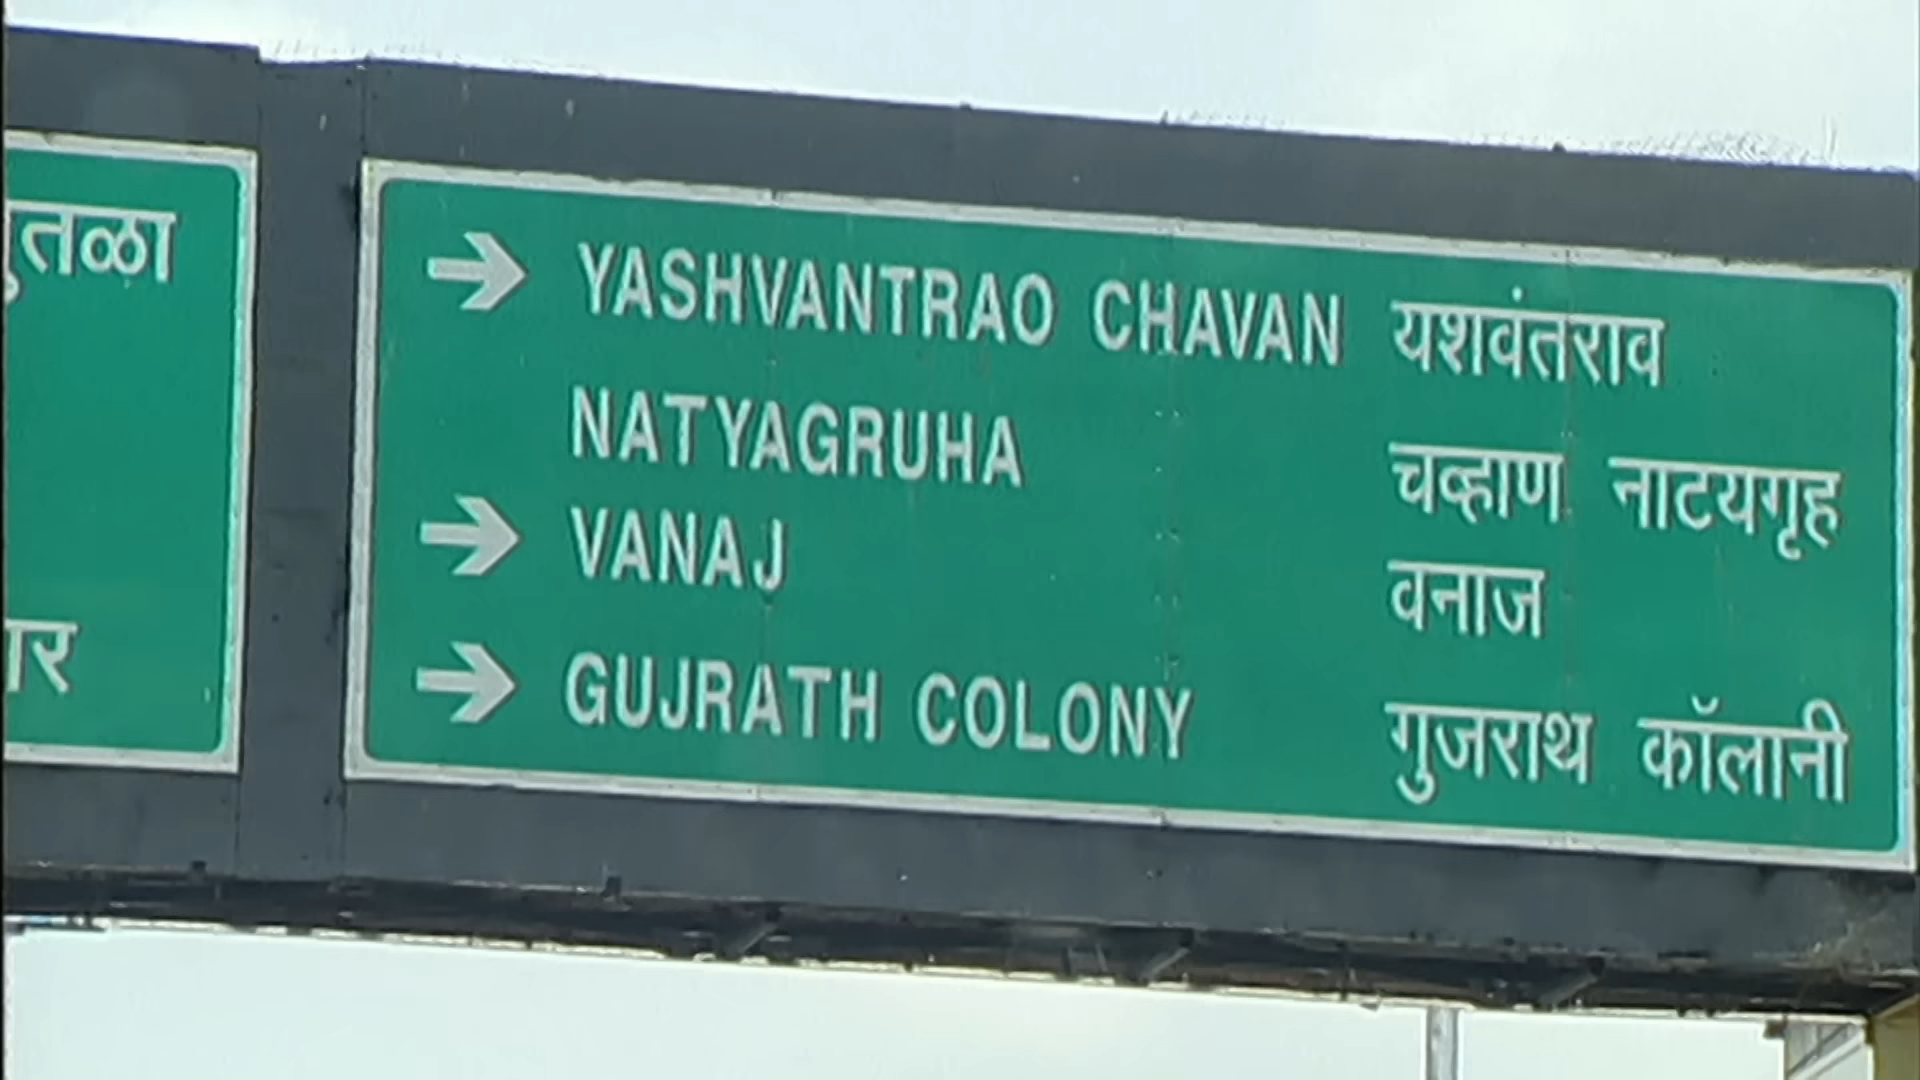 पुतळा
YASHVANTRAO CHAVAN यशवंतराव
NATYAGRUHA चव्हाण नाटयगृह
VANAJ वनाज
GUJRATH COLONY गुजराथ कॉलानी